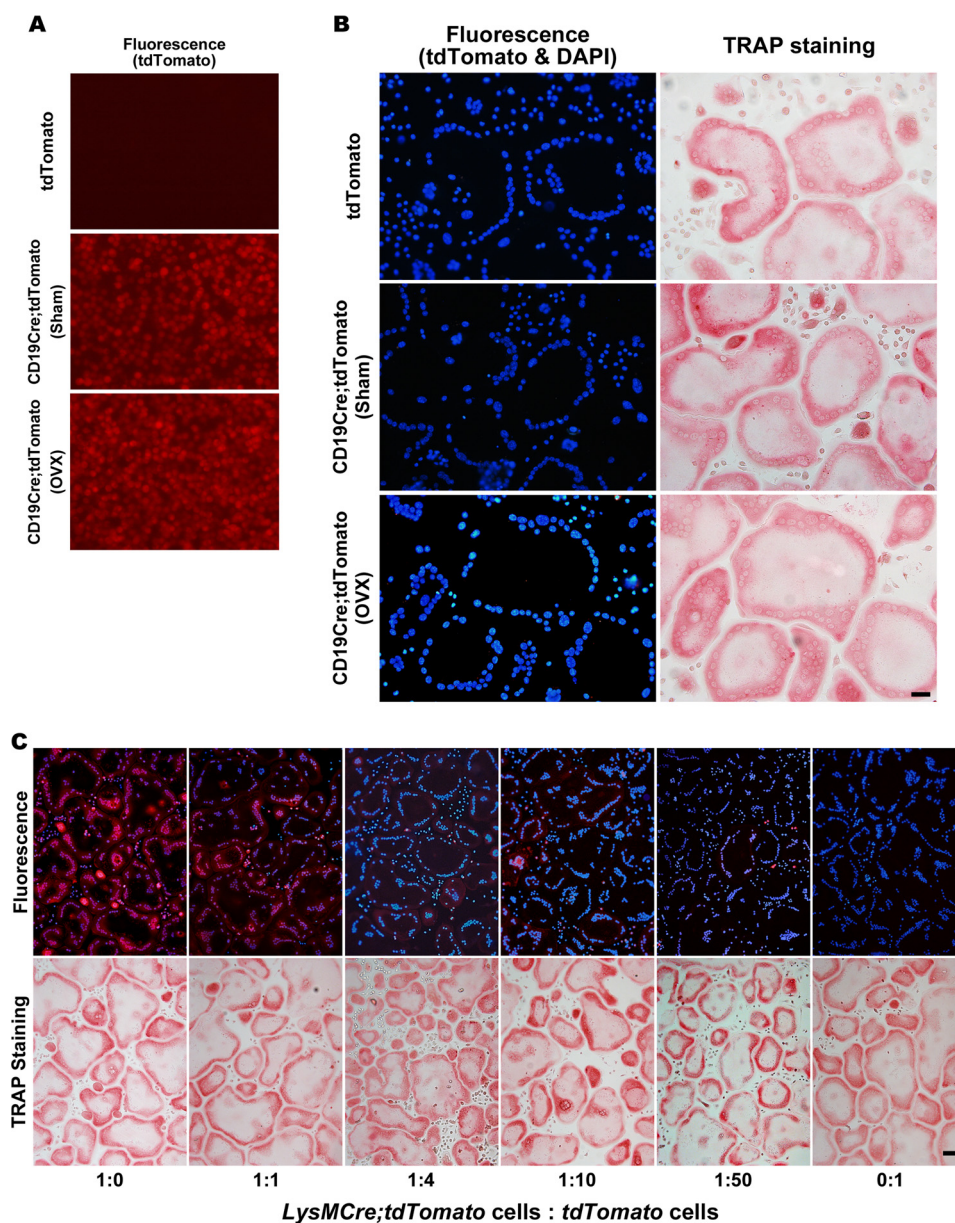 A
Fluorescence
(tdTomato)
tdTomato
CD19Cre;tdTomato
(Sham)
CD19Cre;tdTomato
(OVX)
B
Fluorescence
(tdTomato & DAPI)
TRAP staining
tdTomato
CD19Cre;tdTomato
(Sham)
CD19Cre;tdTomato
(OVX)
C
Fluorescence
TRAP Staining
1:0 1:1 1:4 1:10 1:50 0:1
LysMCre;tdTomato cells : tdTomato cells